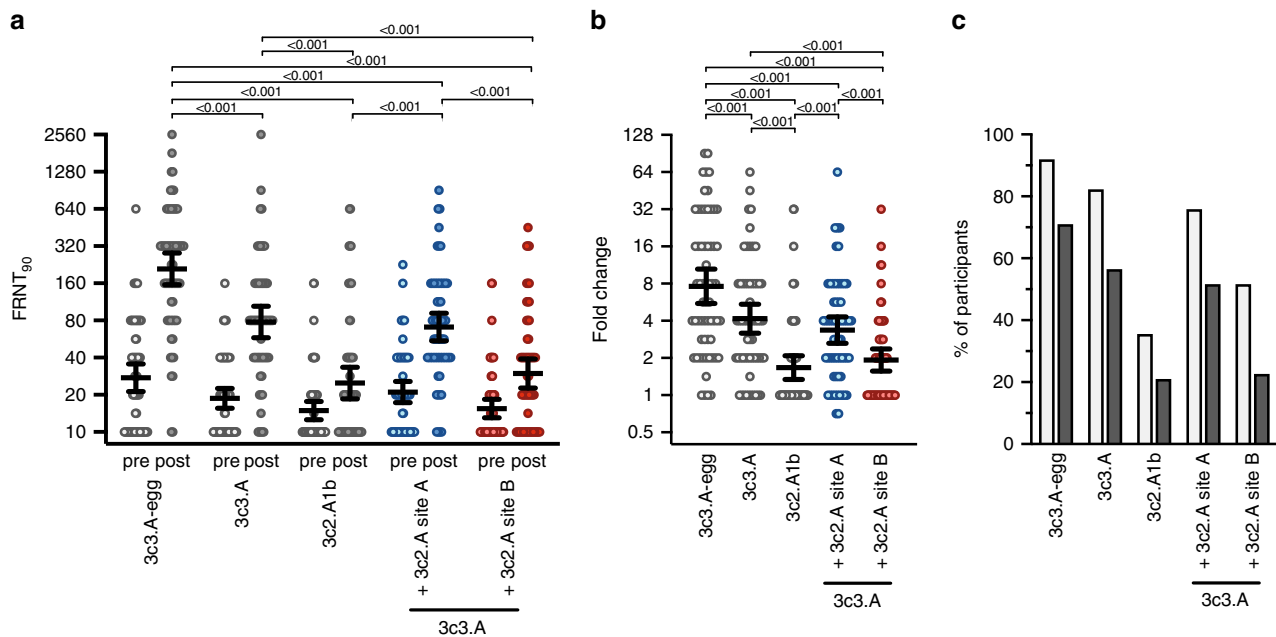 a
<0.001
<0.001
<0.001
<0.001
<0.001
<0.001
<0.001
<0.001
2560
1280
640
320
160
80
40
20
10
FRNT90
pre post
pre post
pre post
pre post
pre post
3c3.A-egg
3c3.A
3c2.A1b
+ 3c2.A site A
+ 3c2.A site B
3c3.A
b
<0.001
<0.001
<0.001
<0.001
<0.001
<0.001
<0.001
<0.001
128
64
32
16
8
4
2
1
0.5
Fold change
3c3.A-egg
3c3.A
3c2.A1b
+ 3c2.A site A
+ 3c2.A site B
3c3.A
c
100
80
60
40
20
0
% of participants
3c3.A-egg
3c3.A
3c2.A1b
+ 3c2.A site A
+ 3c2.A site B
3c3.A